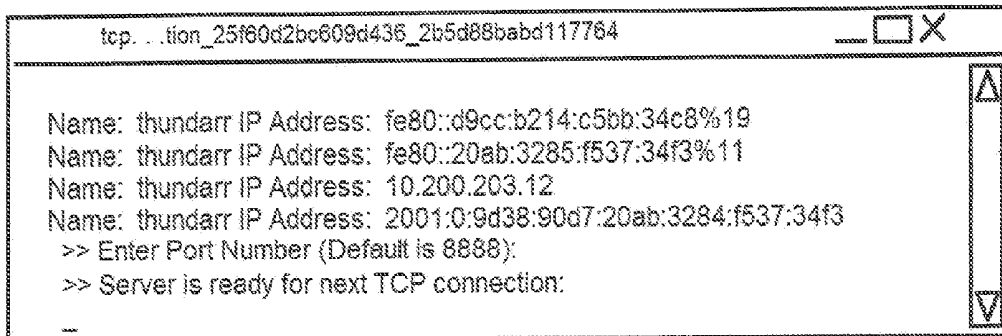 tcp. . .tion_25f60d2bc609d436_2b5d88babd117764
Name: thundarr IP Address: fe80::d9cc:b214:c5bb:34c8%19
Name: thundarr IP Address: fe80::20ab:3285:f537:34f3%11
Name: thundarr IP Address: 10.200.203.12
Name: thundarr IP Address: 2001:0:9d38:90d7:20ab:3284:f537:34f3
>> Enter Port Number (Default is 8888):
>> Server is ready for next TCP connection:
_